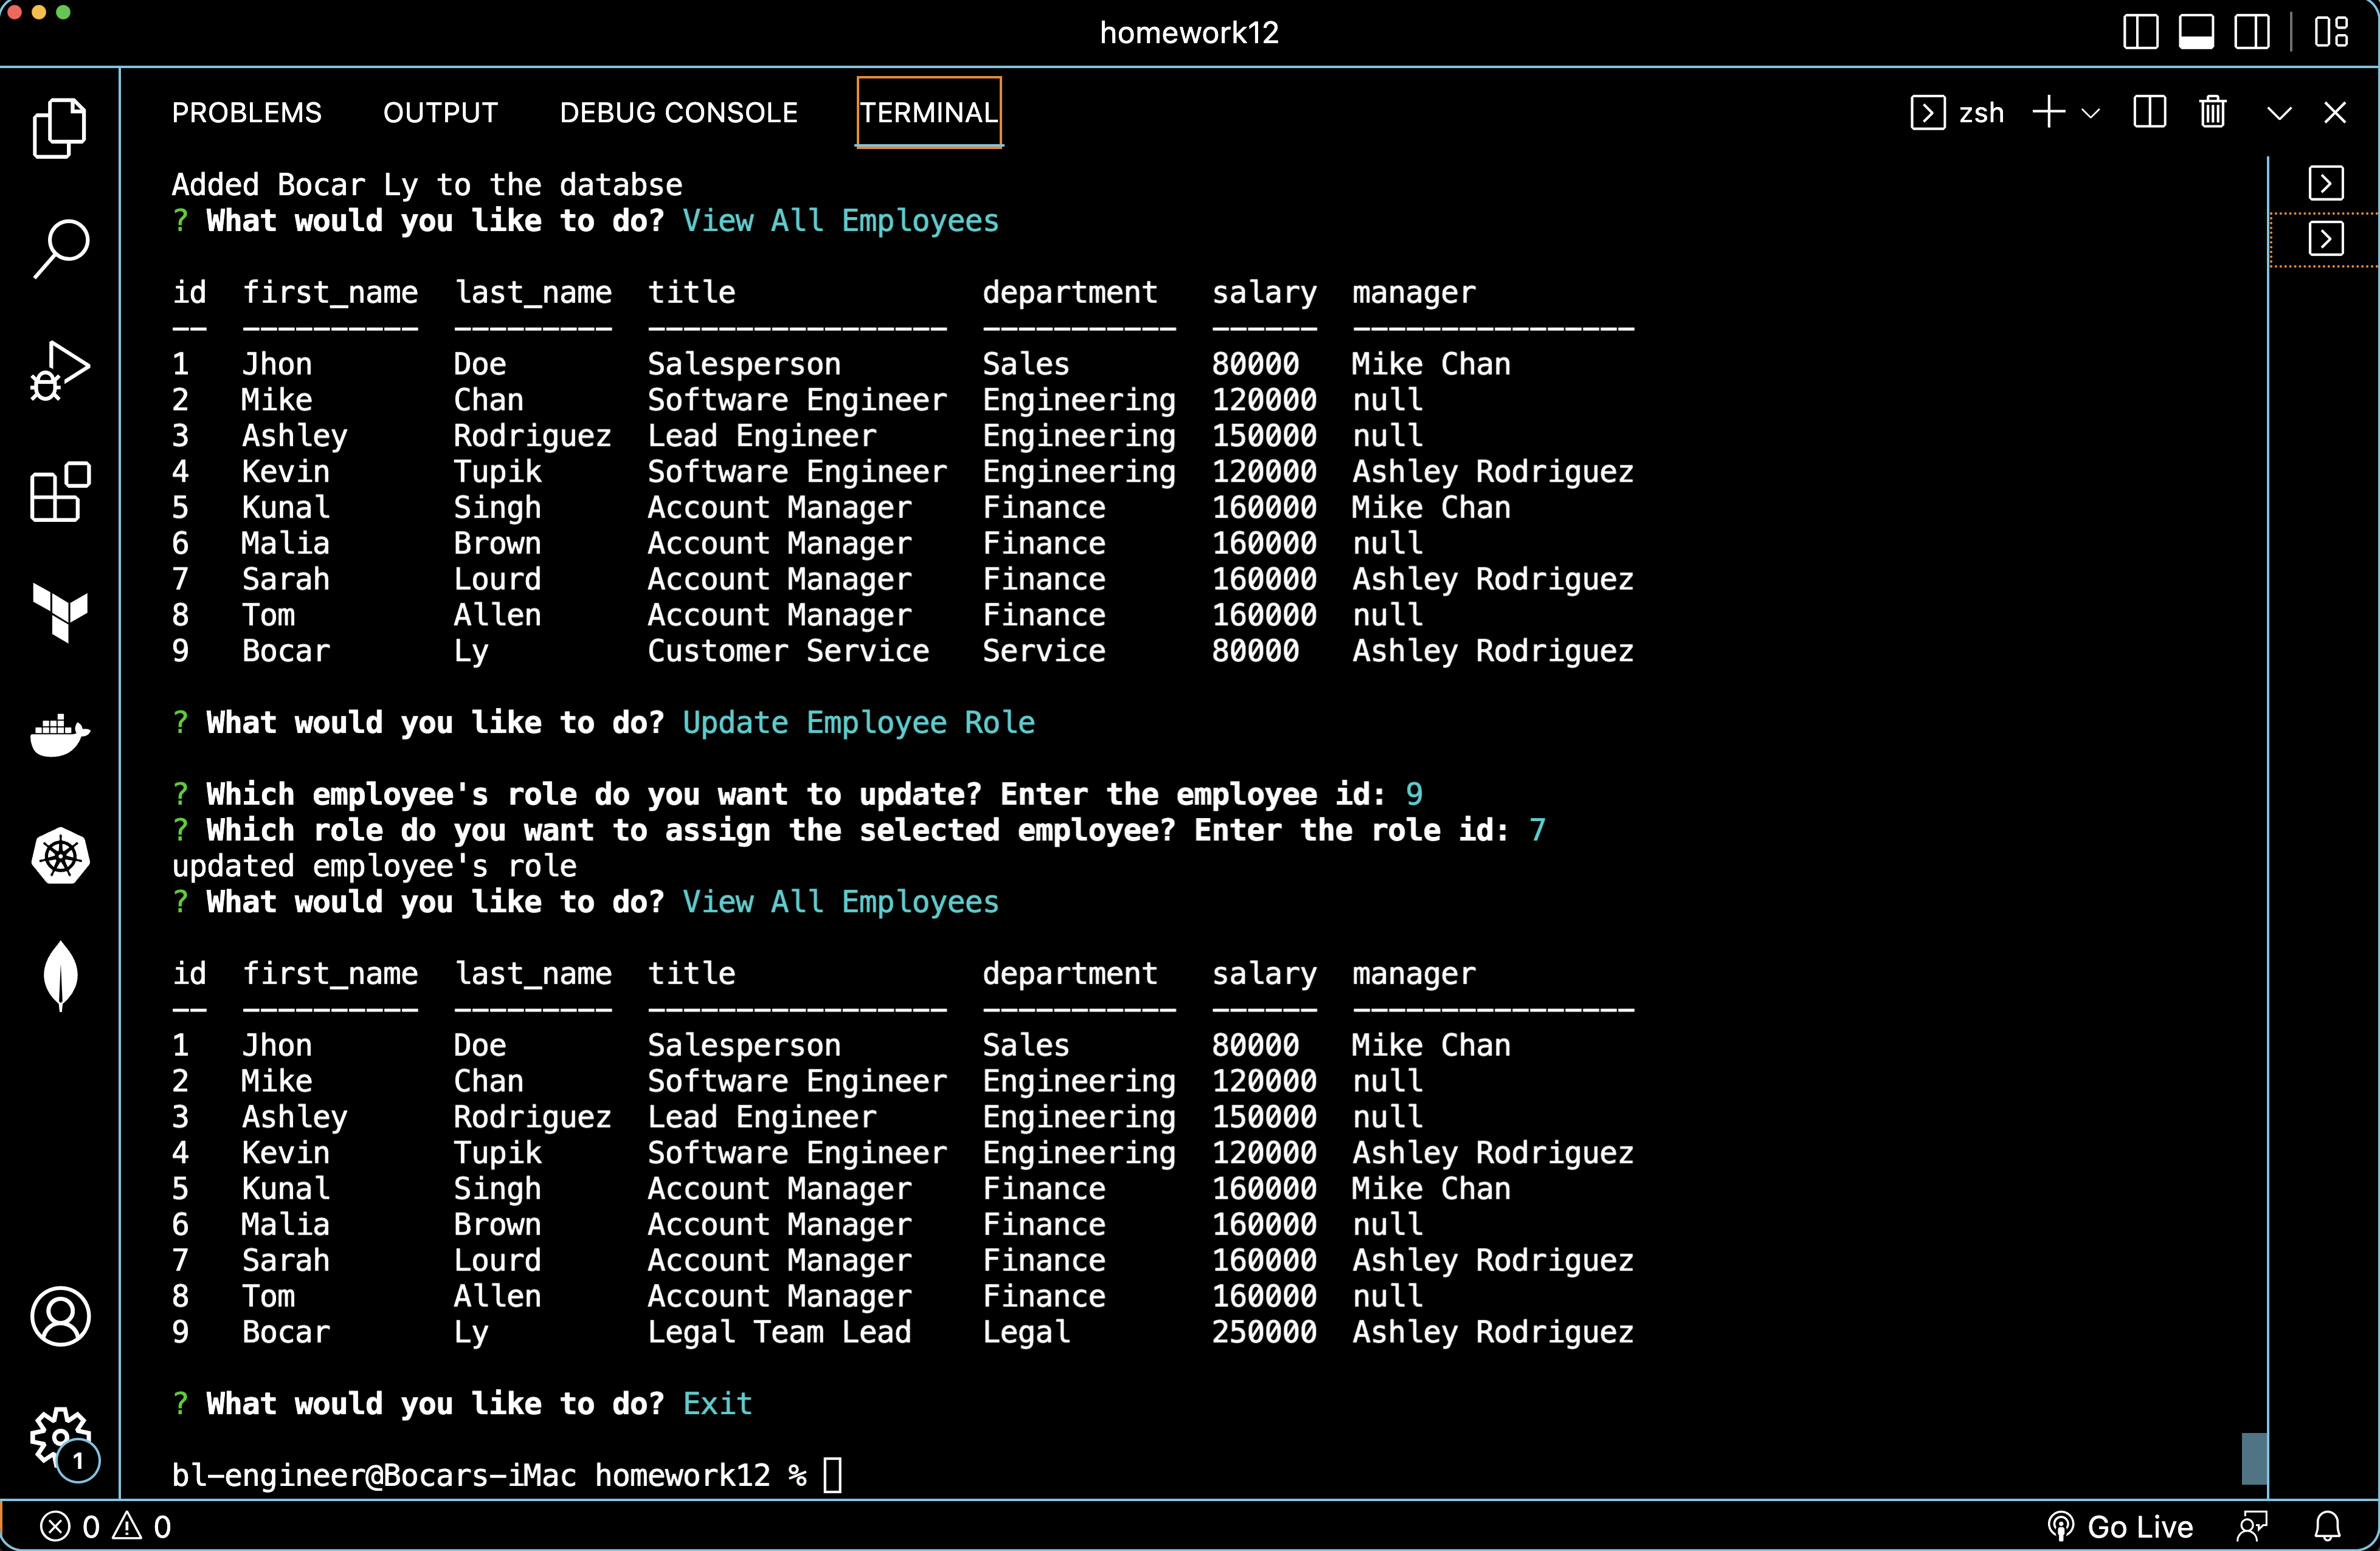 homework12
PROBLEMS OUTPUT DEBUG CONSOLE TERMINAL zsh
Added Bocar Ly to the databse
? What would you like to do? View All Employees
id first_name last_name title department salary manager
-- ---------- --------- ----------------- ----------- ------ ----------------
1 Jhon Doe Salesperson Sales 80000 Mike Chan
2 Mike Chan Software Engineer Engineering 120000 null
3 Ashley Rodriguez Lead Engineer Engineering 150000 null
4 Kevin Tupik Software Engineer Engineering 120000 Ashley Rodriguez
5 Kunal Singh Account Manager Finance 160000 Mike Chan
6 Malia Brown Account Manager Finance 160000 null
7 Sarah Lourd Account Manager Finance 160000 Ashley Rodriguez
8 Tom Allen Account Manager Finance 160000 null
9 Bocar Ly Customer Service Service 80000 Ashley Rodriguez
? What would you like to do? Update Employee Role
? Which employee's role do you want to update? Enter the employee id: 9
? Which role do you want to assign the selected employee? Enter the role id: 7
updated employee's role
? What would you like to do? View All Employees
id first_name last_name title department salary manager
-- ---------- --------- ----------------- ----------- ------ ----------------
1 Jhon Doe Salesperson Sales 80000 Mike Chan
2 Mike Chan Software Engineer Engineering 120000 null
3 Ashley Rodriguez Lead Engineer Engineering 150000 null
4 Kevin Tupik Software Engineer Engineering 120000 Ashley Rodriguez
5 Kunal Singh Account Manager Finance 160000 Mike Chan
6 Malia Brown Account Manager Finance 160000 null
7 Sarah Lourd Account Manager Finance 160000 Ashley Rodriguez
8 Tom Allen Account Manager Finance 160000 null
9 Bocar Ly Legal Team Lead Legal 250000 Ashley Rodriguez
? What would you like to do? Exit
1
bl-engineer@Bocars-iMac homework12 %
0 0 Go Live